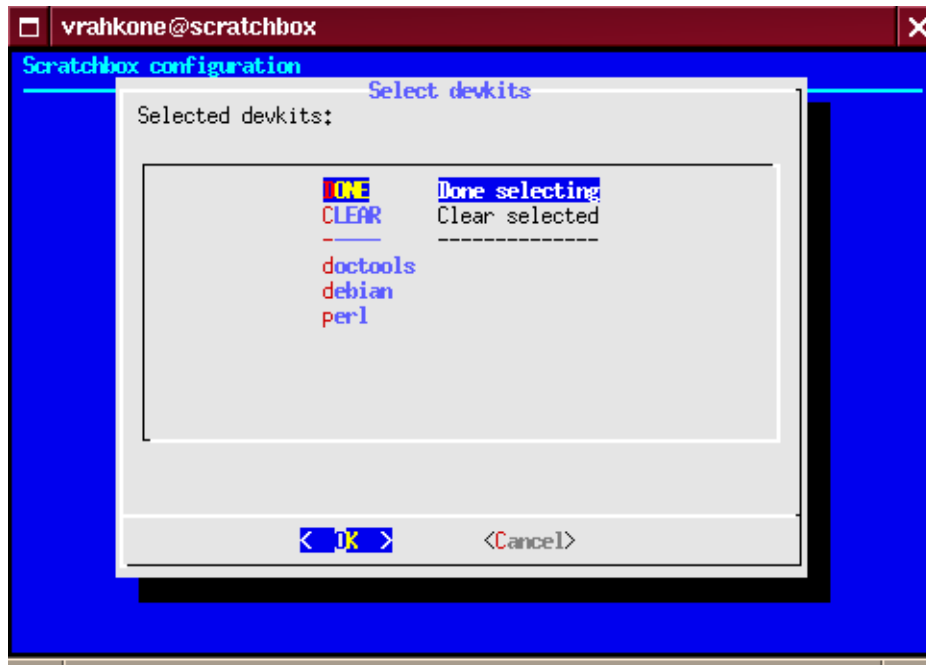 vrahkone@scratchbox
Scratchbox configuration
Select devkits
Selected devkits:
DONE Done selecting
CLEAR Clear selected
----- --------------
doctools
debian
perl
< OK > <Cancel>